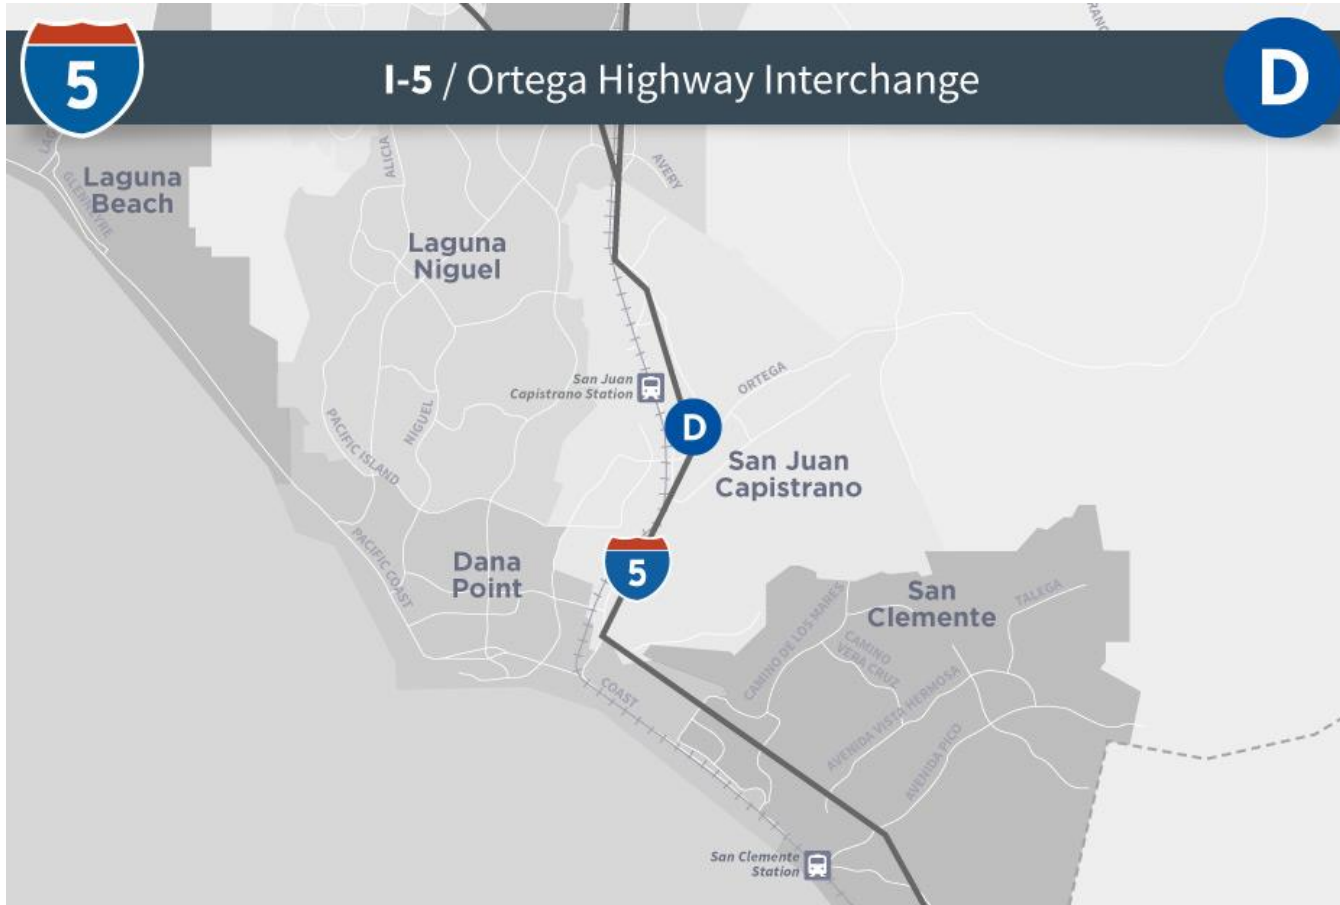 5
I-5 / Ortega Highway Interchange
D
Laguna
Beach
GLENNEYRE
ALICIA
AVERY
Laguna
Niguel
San Juan
Capistrano Station
ORTEGA
D
PACIFIC ISLAND
NIGUEL
San Juan
Capistrano
PACIFIC COAST
Dana
Point
5
San
Clemente
TALEGA
CAMINO DE LOS MARES
CAMINO
VERA CRUZ
AVENIDA VISTA HERMOSA
COAST
AVENIDA PICO
San Clemente
Station